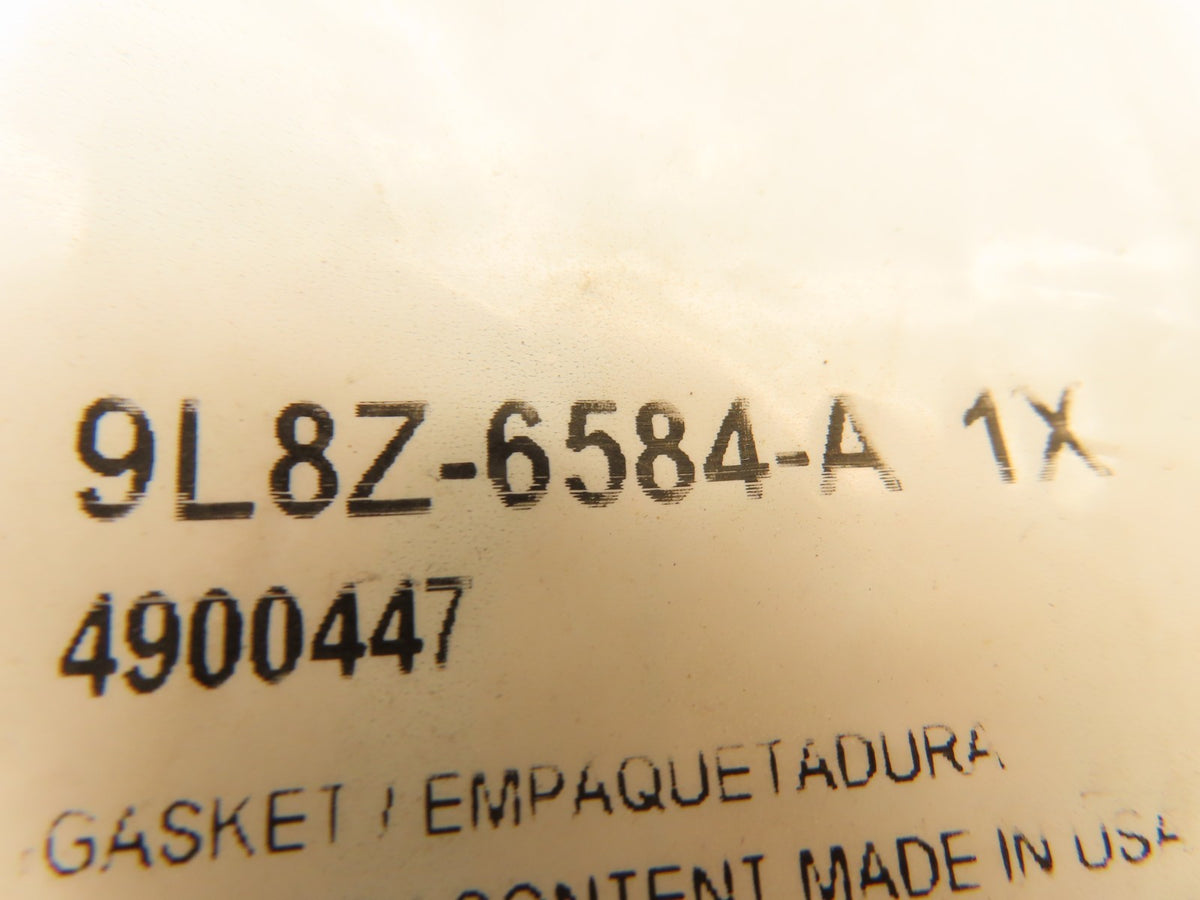 9L8Z-6584-A 1X
4900447
GASKET / EMPAQUETADURA
CONTENT MADE IN USA